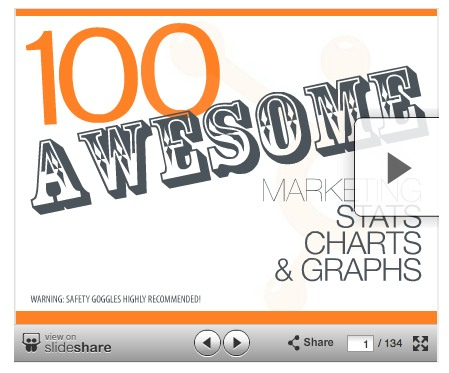 100
AWESOME
MARKETING
STATS
CHARTS
& GRAPHS
WARNING: SAFETY GOGGLES HIGHLY RECOMMENDED!
view on
slideshare
Share
1 / 134